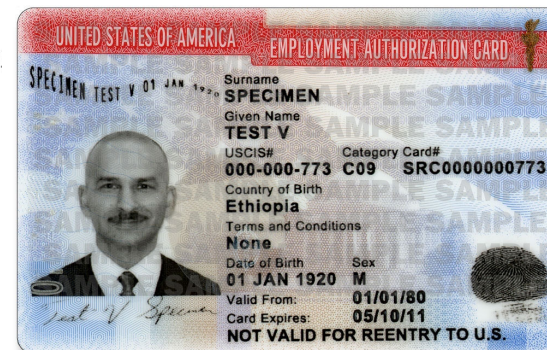 UNITED STATES OF AMERICA
EMPLOYMENT AUTHORIZATION CARD
SPECIMEN TEST V 01 JAN 1920
Surname
SPECIMEN
Given Name
TEST V
USCIS# Category Card#
000-000-773 C09 SRC0000000773
Country of Birth
Ethiopia
Terms and Conditions
None
Date of Birth Sex
01 JAN 1920 M
Valid From: 01/01/80
Card Expires: 05/10/11
NOT VALID FOR REENTRY TO U.S.
Test V Specimen
SAMPLE SAMPLE SAMPLE